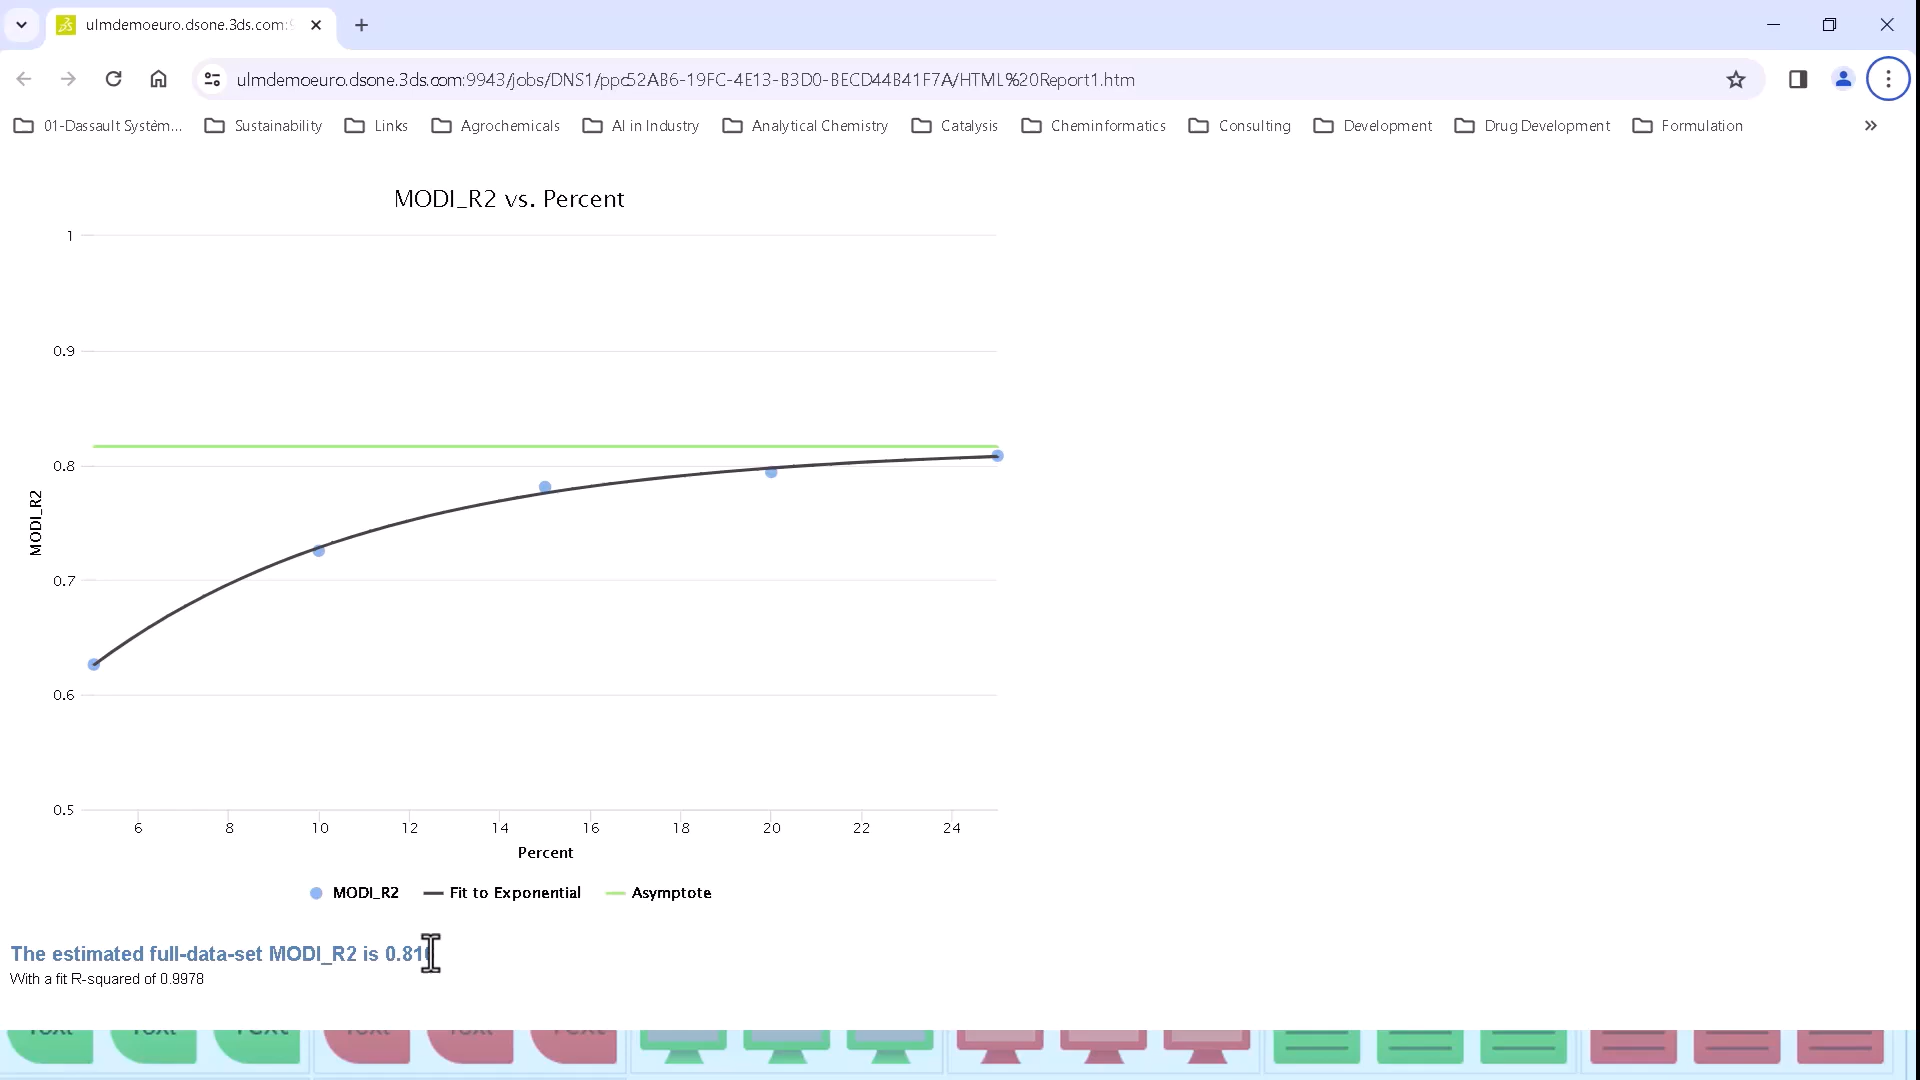 ulmdemoeuro.dsone.3ds.com:
ulmdemoeuro.dsone.3ds.com:9943/jobs/DNS1/ppc52AB6-19FC-4E13-B3D0-BECD44B41F7A/HTML%20Report1.htm
01-Dassault Systèm... Sustainability Links Agrochemicals AI in Industry Analytical Chemistry Catalysis Cheminformatics Consulting Development Drug Development Formulation
MODI_R2 vs. Percent
1
0.9
0.8
0.7
0.6
0.5
MODI_R2
6 8 10 12 14 16 18 20 22 24
Percent
MODI_R2 Fit to Exponential Asymptote
The estimated full-data-set MODI_R2 is
With a fit R-squared of 0.9978